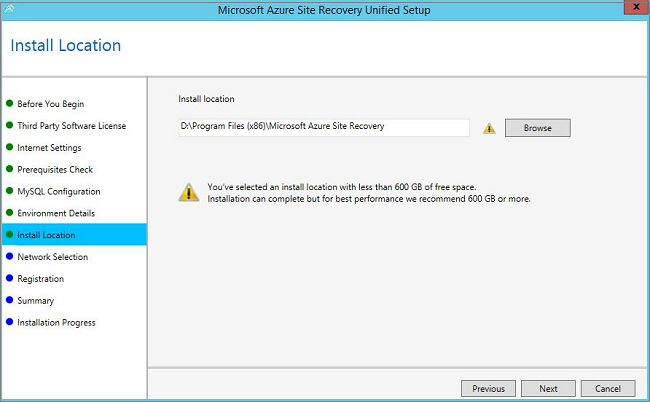 Microsoft Azure Site Recovery Unified Setup
x
Install Location
Before You Begin
Third Party Software License
Internet Settings
Prerequisites Check
MySQL Configuration
Environment Details
Install Location
Network Selection
Registration
Summary
Installation Progress
Install location
D:\Program Files (x86)\Microsoft Azure Site Recovery
Browse
You've selected an install location with less than 600 GB of free space.
Installation can complete but for best performance we recommend 600 GB or more.
Previous
Next
Cancel